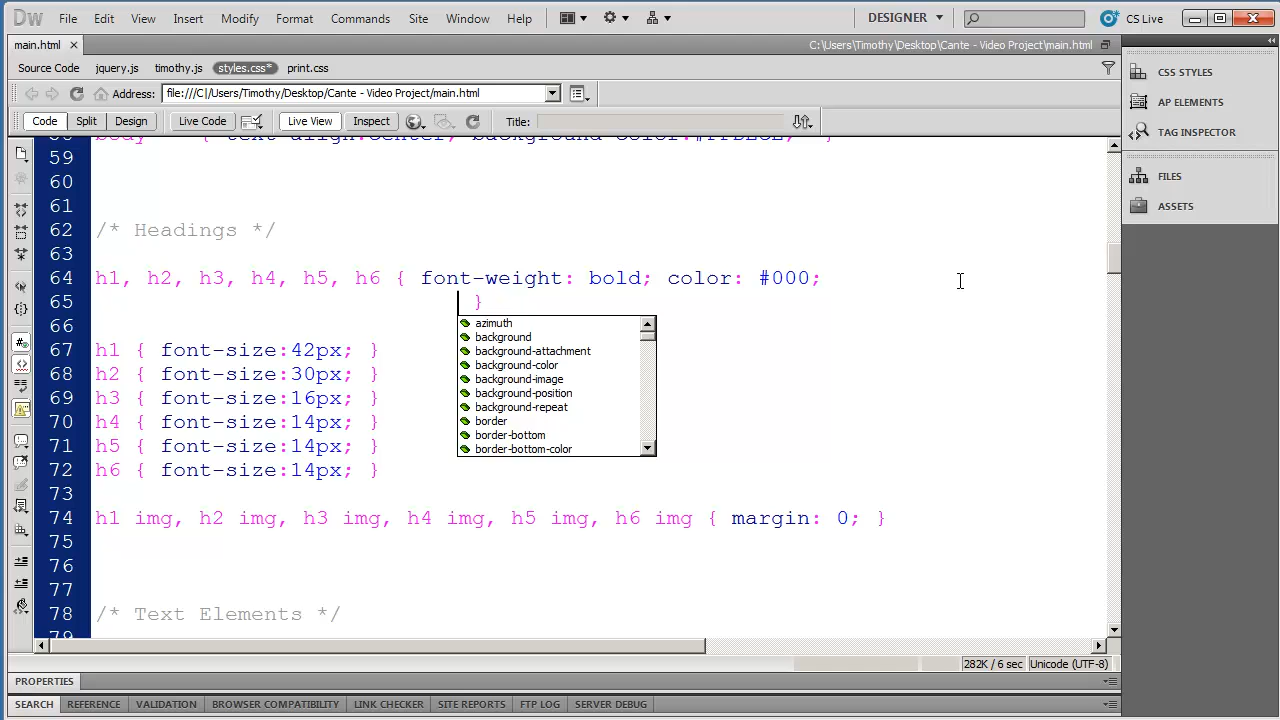 Dw File Edit View Insert Modify Format Commands Site Window Help DESIGNER CS Live
main.html C:\Users\Timothy\Desktop\Cante - Video Project\main.html
Source Code jquery.js timothy.js styles.css* print.css
Address: file:///C|/Users/Timothy/Desktop/Cante - Video Project/main.html
Code Split Design Live Code Live View Inspect Title:
59
60
61
62 /* Headings */
63
64 h1, h2, h3, h4, h5, h6 { font-weight: bold; color: #000;
65 }
66
67 h1 { font-size:42px; }
68 h2 { font-size:30px; }
69 h3 { font-size:16px; }
70 h4 { font-size:14px; }
71 h5 { font-size:14px; }
72 h6 { font-size:14px; }
73
74 h1 img, h2 img, h3 img, h4 img, h5 img, h6 img { margin: 0; }
75
76
77
78 /* Text Elements */
79
azimuth
background
background-attachment
background-color
background-image
background-position
background-repeat
border
border-bottom
border-bottom-color
CSS STYLES
AP ELEMENTS
TAG INSPECTOR
FILES
ASSETS
282K / 6 sec Unicode (UTF-8)
PROPERTIES
SEARCH REFERENCE VALIDATION BROWSER COMPATIBILITY LINK CHECKER SITE REPORTS FTP LOG SERVER DEBUG